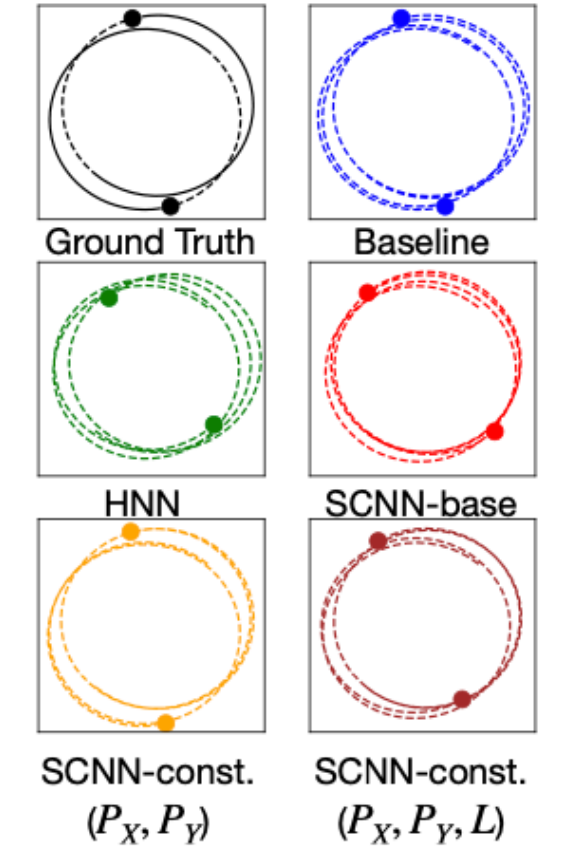 Ground Truth
Baseline
HNN
SCNN-base
SCNN-const.
(P_X, P_Y)
SCNN-const.
(P_X, P_Y, L)